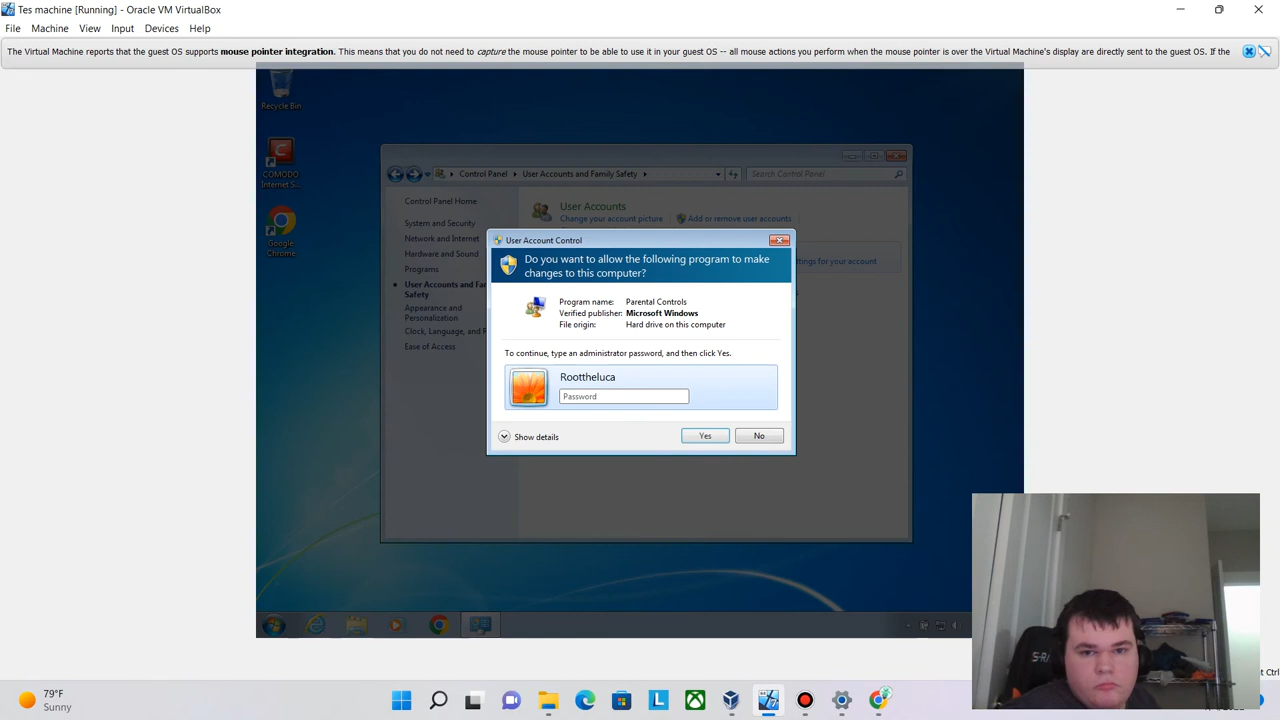 Tes machine [Running] - Oracle VM VirtualBox
File Machine View Input Devices Help
The Virtual Machine reports that the guest OS supports mouse pointer integration. This means that you do not need to capture the mouse pointer to be able to use it in your guest OS -- all mouse actions you perform when the mouse pointer is over the Virtual Machine's display are directly sent to the guest OS. If the
Recycle Bin
COMODO
Internet S...
Google
Chrome
Control Panel User Accounts and Family Safety
Search Control Panel
Control Panel Home
System and Security
Network and Internet
Hardware and Sound
Programs
User Accounts and Fam
Safety
Appearance and
Personalization
Clock, Language, and R
Ease of Access
User Accounts
Change your account picture Add or remove user accounts
ttings for your account
User Account Control
Do you want to allow the following program to make
changes to this computer?
Program name: Parental Controls
Verified publisher: Microsoft Windows
File origin: Hard drive on this computer
To continue, type an administrator password, and then click Yes.
Roottheluca
Password
Show details
Yes No
S-RA
Ctrl
79°F
Sunny